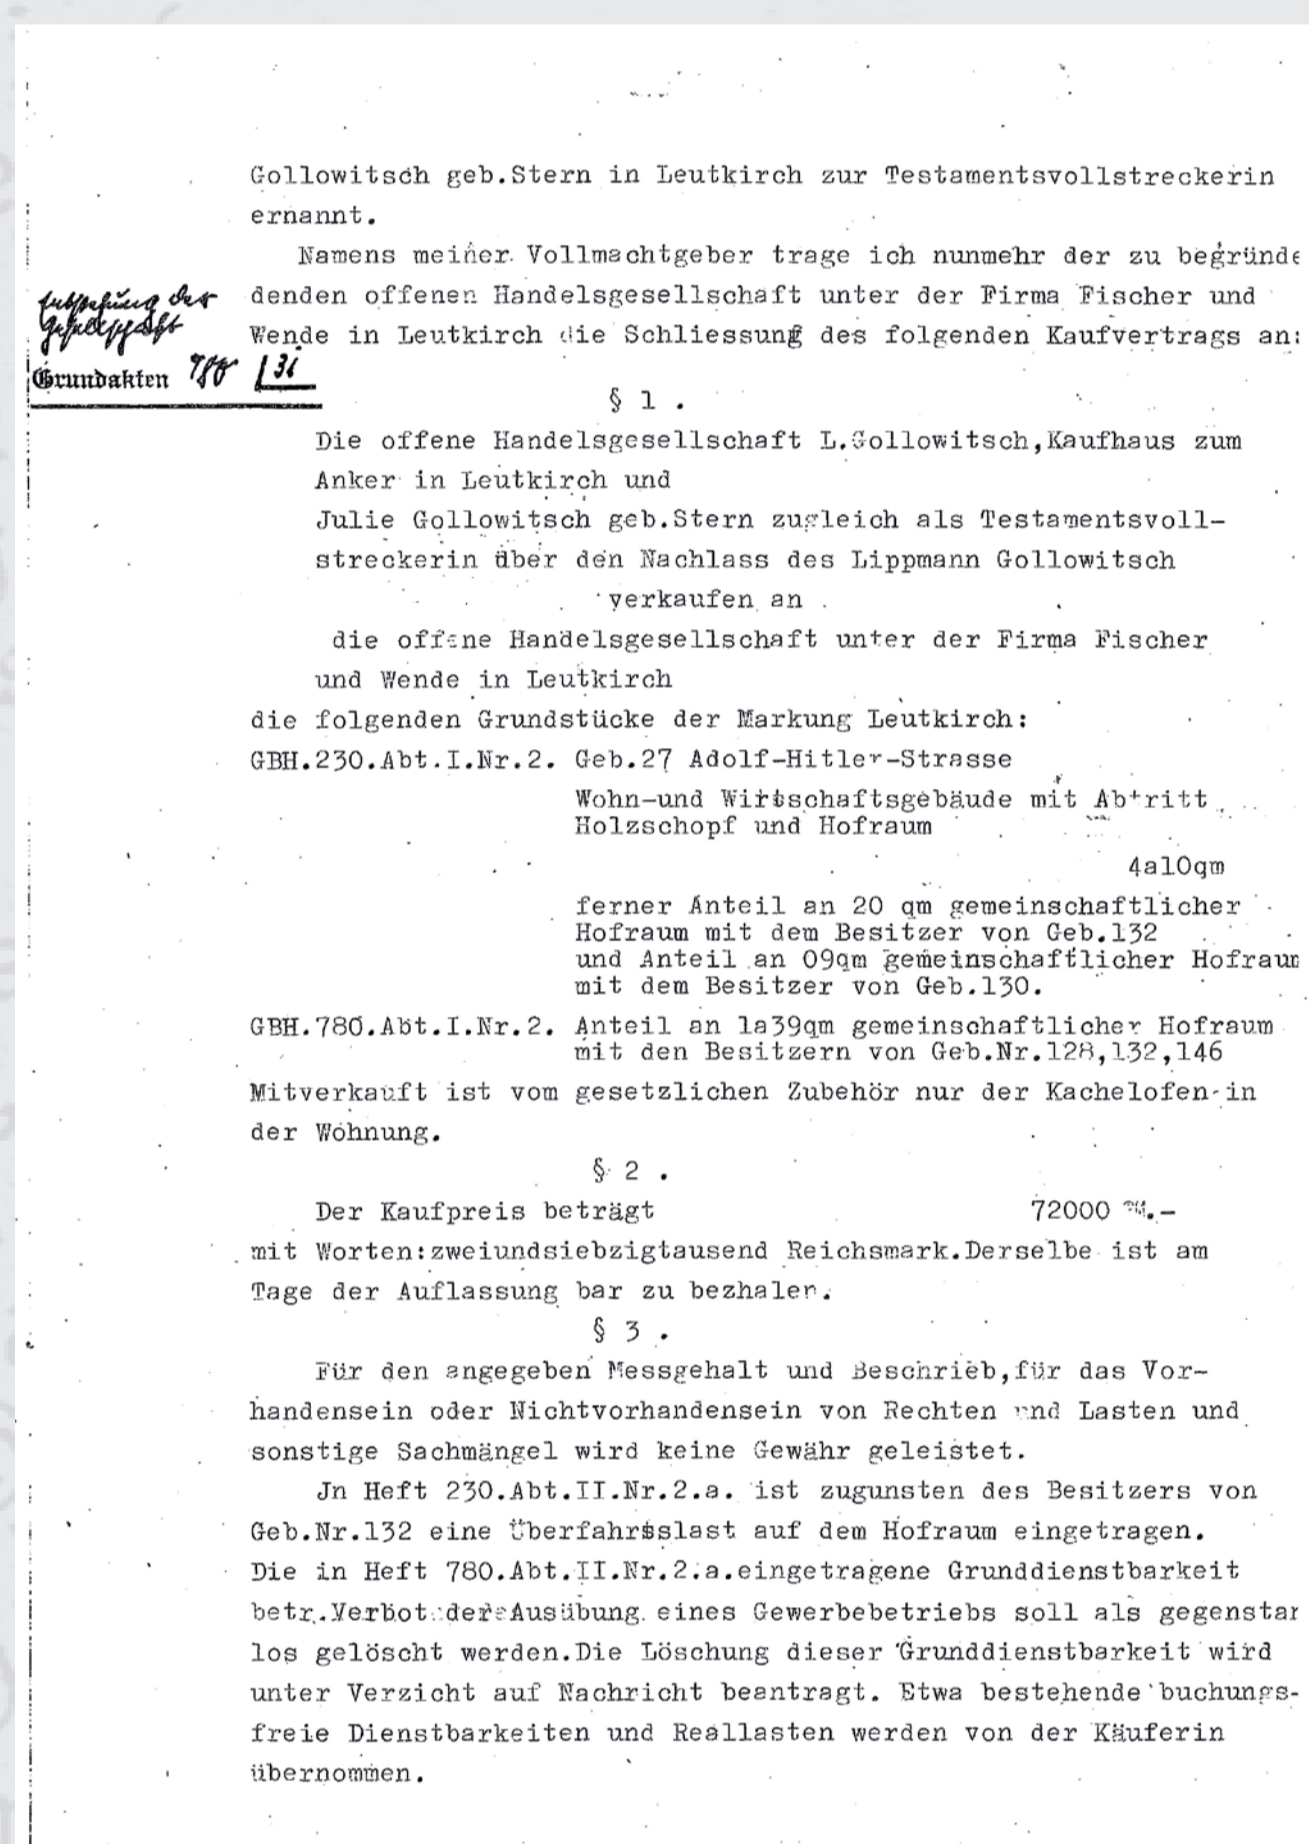 Gollowitsch geb.Stern in Leutkirch zur Testamentsvollstreckerin
ernannt.
Namens meiner Vollmachtgeber trage ich nunmehr der zu begründe
denden offenen Handelsgesellschaft unter der Firma Fischer und
Wende in Leutkirch die Schliessung des folgenden Kaufvertrags an:
Grundakten
§ 1 .
Die offene Handelsgesellschaft L.Gollowitsch,Kaufhaus zum
Anker in Leutkirch und
Julie Gollowitsch geb.Stern zugleich als Testamentsvoll-
streckerin über den Nachlass des Lippmann Gollowitsch
verkaufen an
die offene Handelsgesellschaft unter der Firma Fischer
und Wende in Leutkirch
die folgenden Grundstücke der Markung Leutkirch:
GBH.230.Abt.I.Nr.2. Geb.27 Adolf-Hitler-Strasse
Wohn-und Wirtschaftsgebäude mit Abtritt
Holzschopf und Hofraum
4a10qm
ferner Anteil an 20 qm gemeinschaftlicher
Hofraum mit dem Besitzer von Geb.132
und Anteil an 09qm gemeinschaftlicher Hofraum
mit dem Besitzer von Geb.130.
GBH.780.Abt.I.Nr.2. Anteil an 1a39qm gemeinschaftlicher Hofraum
mit den Besitzern von Geb.Nr.128,132,146
Mitverkauft ist vom gesetzlichen Zubehör nur der Kachelofen in
der Wohnung.
§ 2 .
Der Kaufpreis beträgt 72000 RM.-
mit Worten:zweiundsiebzigtausend Reichsmark.Derselbe ist am
Tage der Auflassung bar zu bezhalen.
§ 3 .
Für den angegeben Messgehalt und Beschrieb,für das Vor-
handensein oder Nichtvorhandensein von Rechten und Lasten und
sonstige Sachmängel wird keine Gewähr geleistet.
Jn Heft 230.Abt.II.Nr.2.a. ist zugunsten des Besitzers von
Geb.Nr.132 eine Überfahrtslast auf dem Hofraum eingetragen.
Die in Heft 780.Abt.II.Nr.2.a.eingetragene Grunddienstbarkeit
betr.Verbot der Ausübung eines Gewerbebetriebs soll als gegenstan
los gelöscht werden.Die Löschung dieser Grunddienstbarkeit wird
unter Verzicht auf Nachricht beantragt. Etwa bestehende buchungs-
freie Dienstbarkeiten und Reallasten werden von der Käuferin
übernommen.